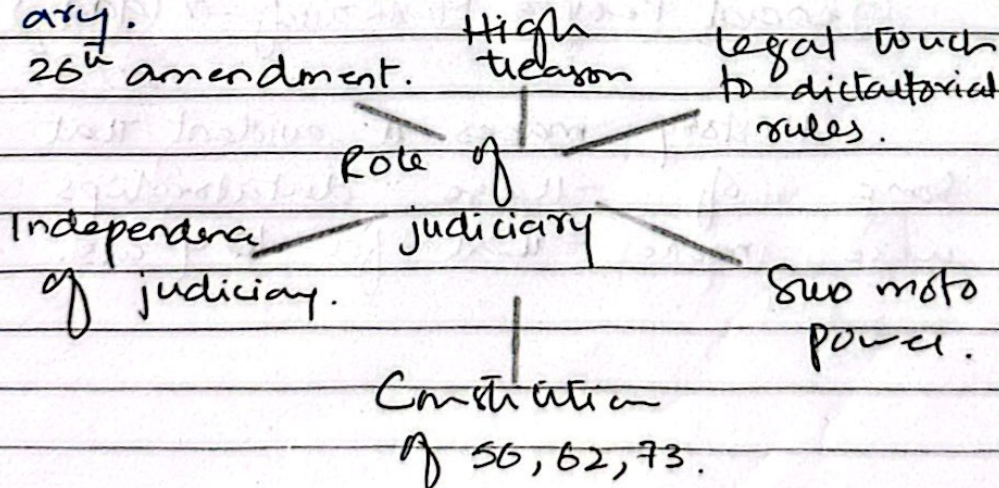 ary.
26th amendment.
High
treason
Legal touch
to dictaltorial
rules.
Role of
judiciary
Independence
of judiciary.
Suo moto
power.
Constitution
of 56, 62, 73.